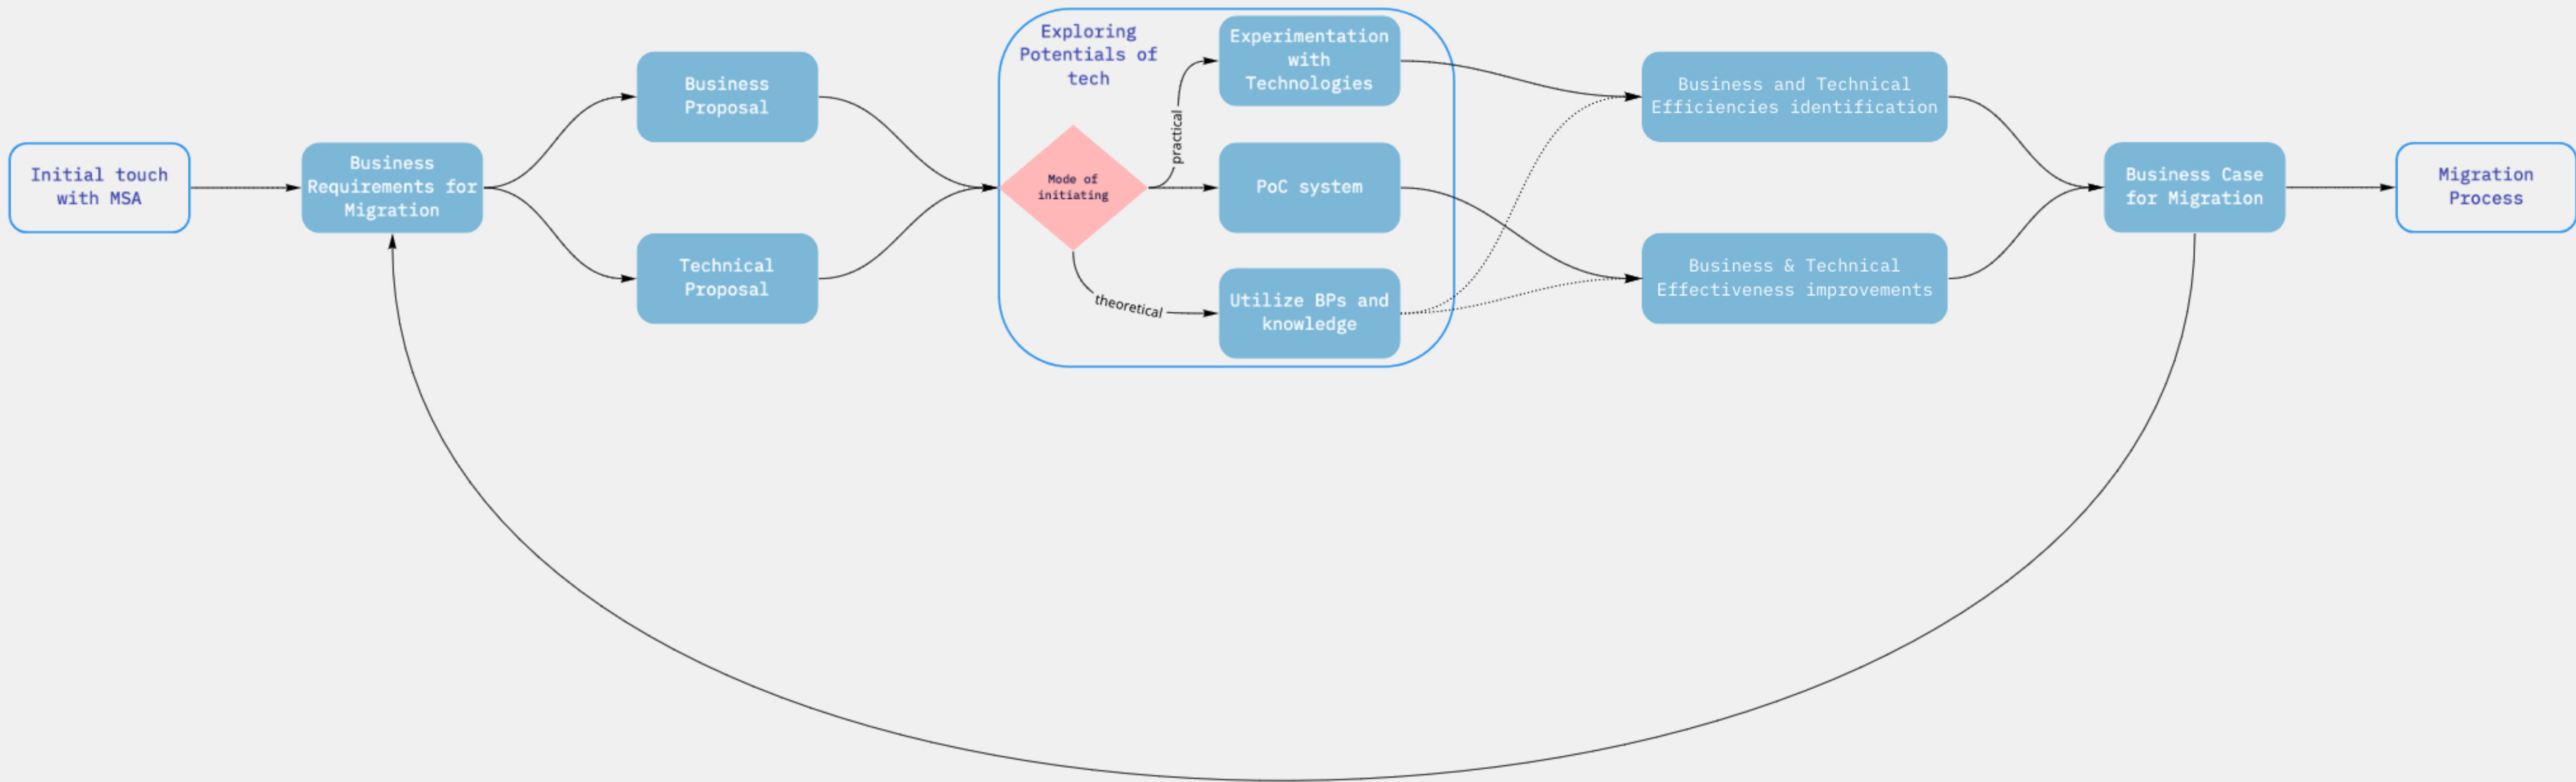 Initial touch
with MSA
Business
Requirements for
Migration
Business
Proposal
Technical
Proposal
Exploring
Potentials of
tech
Mode of
initiating
practical
theoretical
Experimentation
with
Technologies
PoC system
Utilize BPs and
knowledge
Business and Technical
Efficiencies identification
Business & Technical
Effectiveness improvements
Business Case
for Migration
Migration
Process